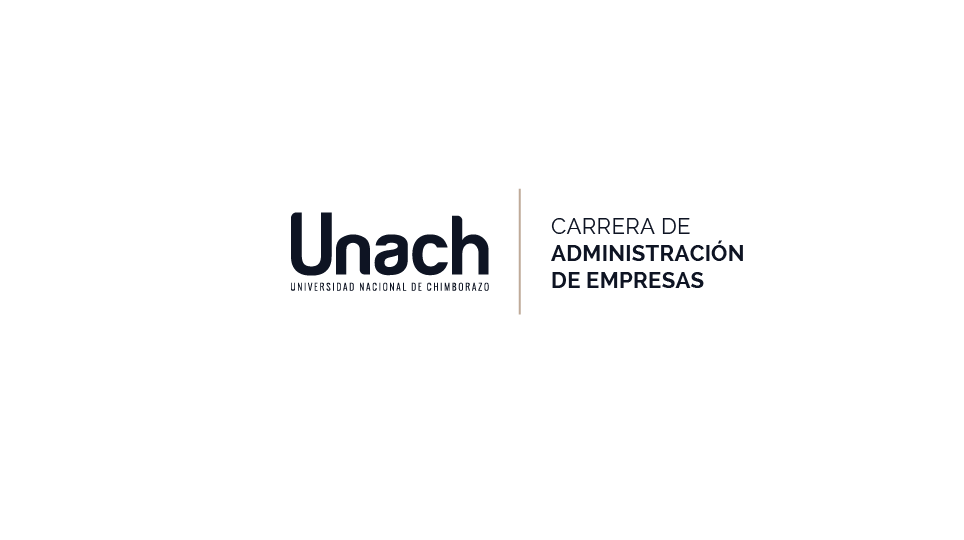 Unach
UNIVERSIDAD NACIONAL DE CHIMBORAZO
CARRERA DE
ADMINISTRACIÓN
DE EMPRESAS